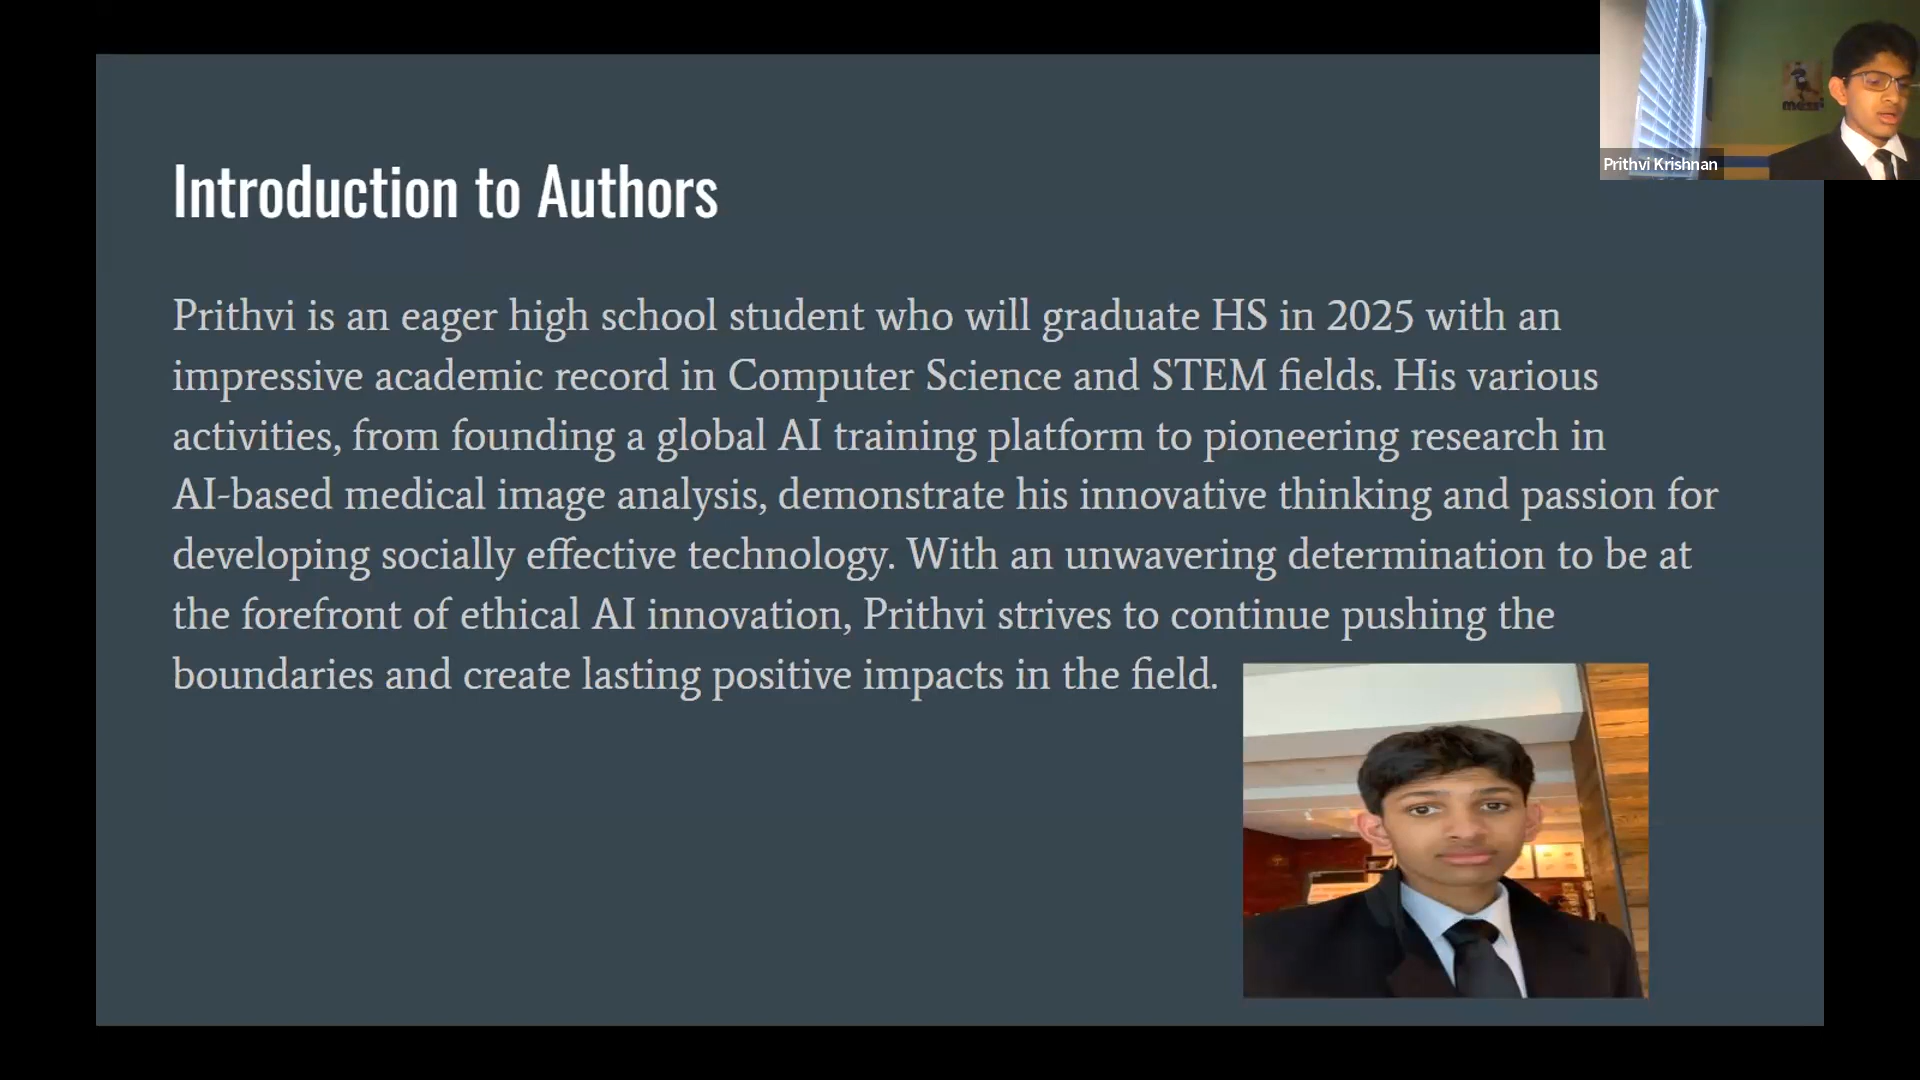 Introduction to Authors
Prithvi is an eager high school student who will graduate HS in 2025 with an
impressive academic record in Computer Science and STEM fields. His various
activities, from founding a global AI training platform to pioneering research in
AI-based medical image analysis, demonstrate his innovative thinking and passion for
developing socially effective technology. With an unwavering determination to be at
the forefront of ethical AI innovation, Prithvi strives to continue pushing the
boundaries and create lasting positive impacts in the field.
messi
Prithvi Krishnan